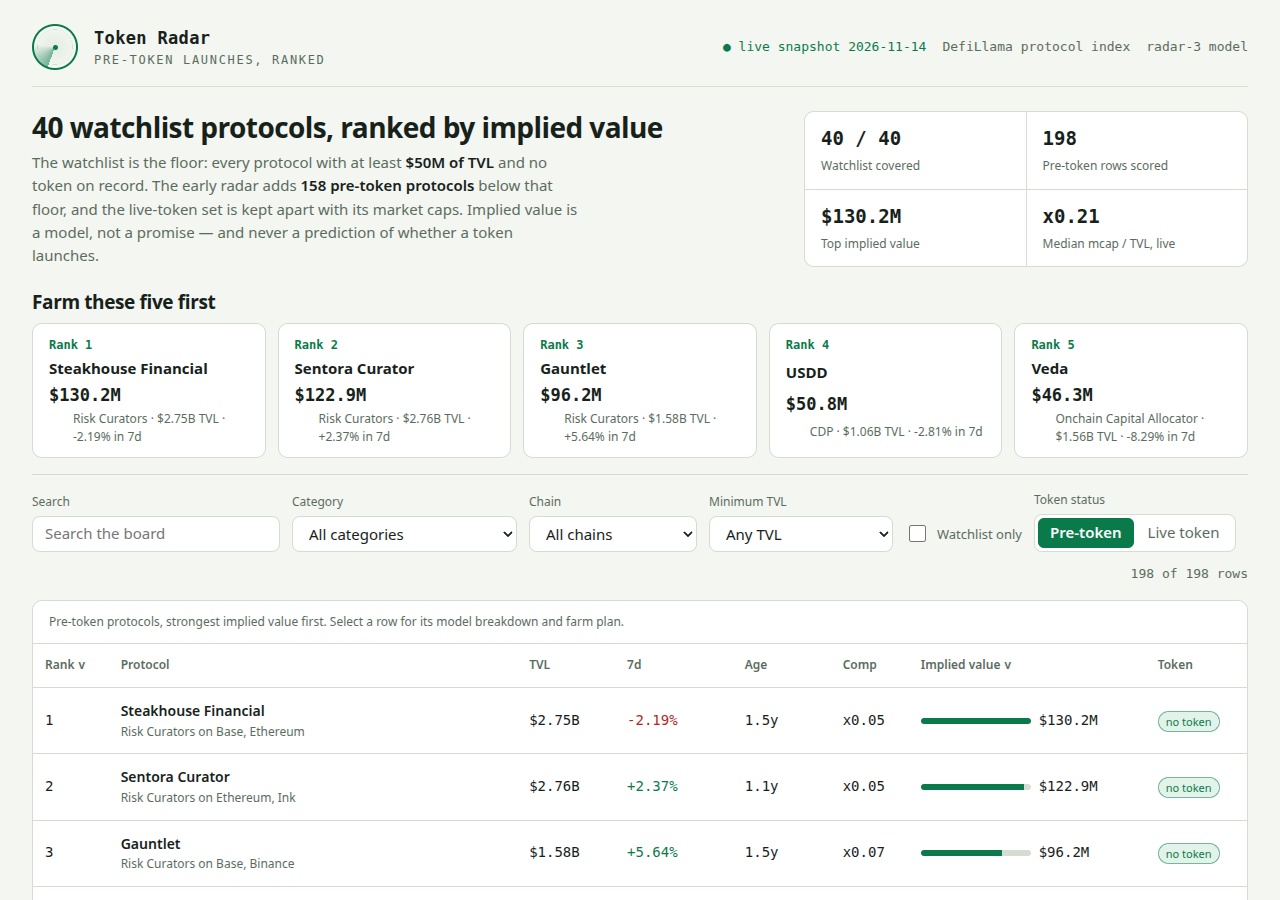 Token Radar
PRE-TOKEN LAUNCHES, RANKED
● live snapshot 2026-11-14 DefiLlama protocol index radar-3 model
40 watchlist protocols, ranked by implied value
The watchlist is the floor: every protocol with at least $50M of TVL and no
token on record. The early radar adds 158 pre-token protocols below that
floor, and the live-token set is kept apart with its market caps. Implied value is
a model, not a promise — and never a prediction of whether a token
launches.
40 / 40
Watchlist covered
198
Pre-token rows scored
$130.2M
Top implied value
x0.21
Median mcap / TVL, live
Farm these five first
Rank 1
Steakhouse Financial
$130.2M
Risk Curators · $2.75B TVL ·
-2.19% in 7d
Rank 2
Sentora Curator
$122.9M
Risk Curators · $2.76B TVL ·
+2.37% in 7d
Rank 3
Gauntlet
$96.2M
Risk Curators · $1.58B TVL ·
+5.64% in 7d
Rank 4
USDD
$50.8M
CDP · $1.06B TVL · -2.81% in 7d
Rank 5
Veda
$46.3M
Onchain Capital Allocator ·
$1.56B TVL · -8.29% in 7d
Search
Search the board
Category
All categories
Chain
All chains
Minimum TVL
Any TVL
Watchlist only
Token status
Pre-token Live token
198 of 198 rows
Pre-token protocols, strongest implied value first. Select a row for its model breakdown and farm plan.
Rank v Protocol TVL 7d Age Comp Implied value v Token
1 Steakhouse Financial $2.75B -2.19% 1.5y x0.05 $130.2M no token
Risk Curators on Base, Ethereum
2 Sentora Curator $2.76B +2.37% 1.1y x0.05 $122.9M no token
Risk Curators on Ethereum, Ink
3 Gauntlet $1.58B +5.64% 1.5y x0.07 $96.2M no token
Risk Curators on Base, Binance